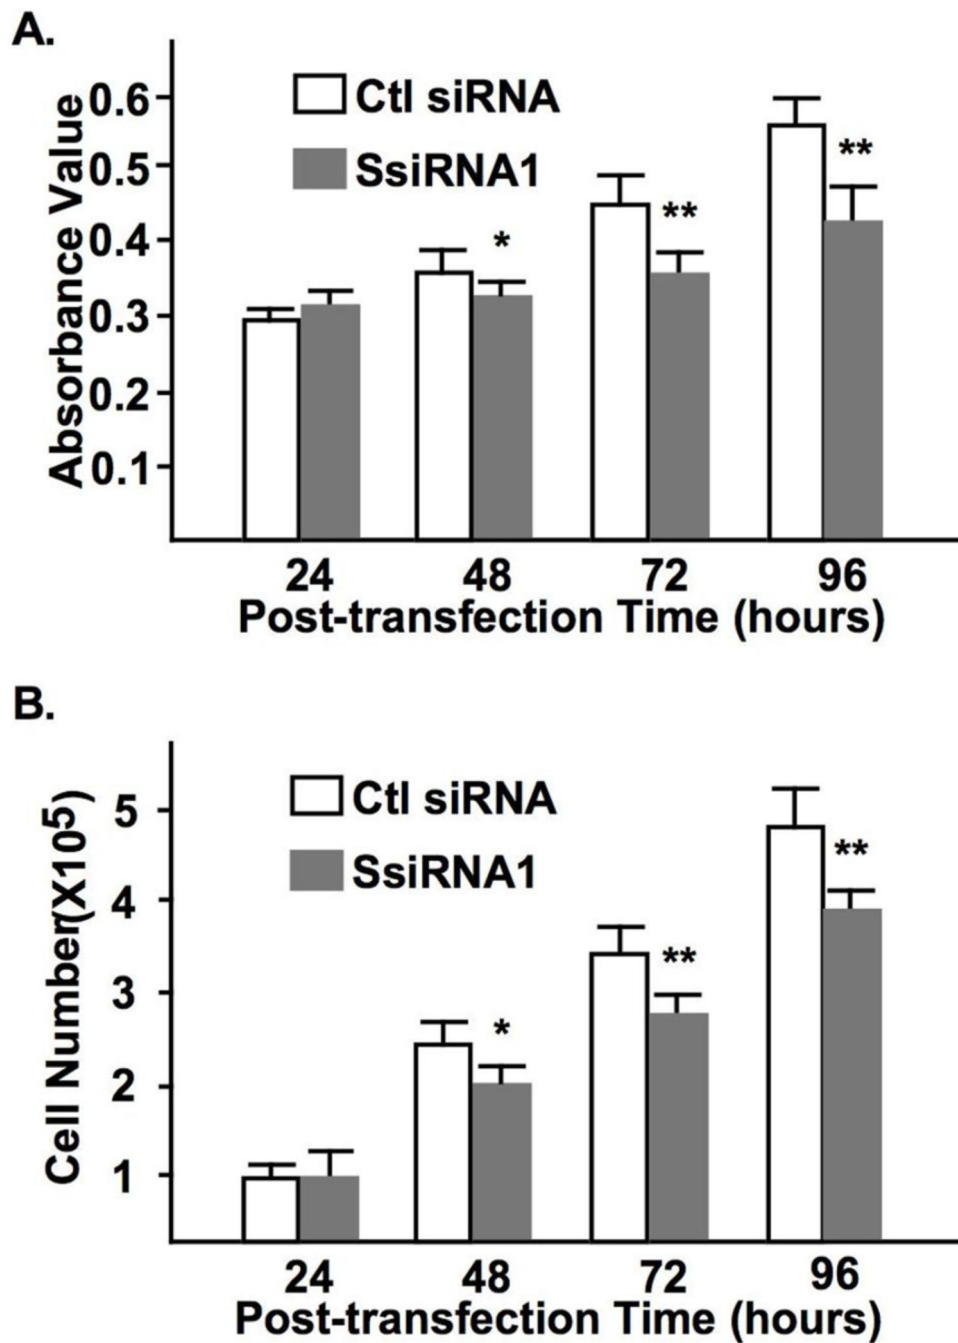 A.
Absorbance Value
0.6
0.5
0.4
0.3
0.2
0.1
Ctl siRNA
SsiRNA1
*
**
**
24 48 72 96
Post-transfection Time (hours)
B.
Cell Number(X10⁵)
5
4
3
2
1
Ctl siRNA
SsiRNA1
*
**
**
24 48 72 96
Post-transfection Time (hours)